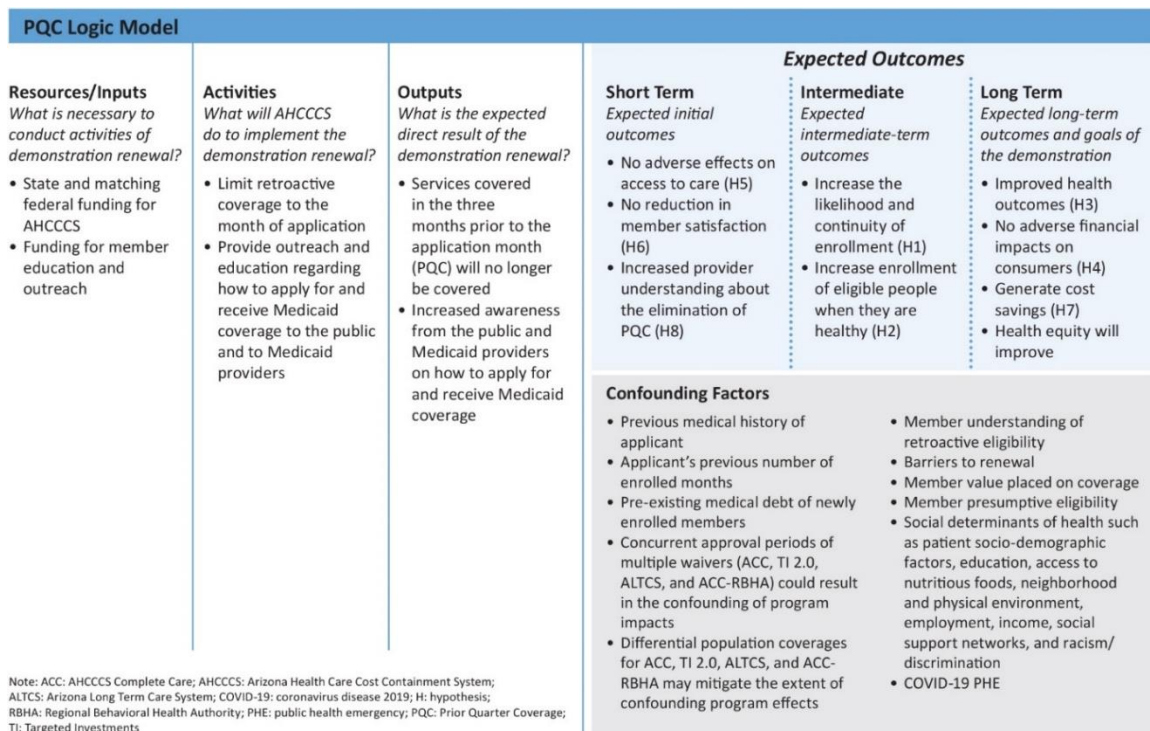 PQC Logic Model
Resources/Inputs
What is necessary to
conduct activities of
demonstration renewal?
• State and matching
federal funding for
AHCCCS
• Funding for member
education and
outreach
Activities
What will AHCCCS
do to implement the
demonstration renewal?
• Limit retroactive
coverage to the
month of application
• Provide outreach and
education regarding
how to apply for and
receive Medicaid
coverage to the public
and to Medicaid
providers
Outputs
What is the expected
direct result of the
demonstration renewal?
• Services covered
in the three
months prior to the
application month
(PQC) will no longer
be covered
• Increased awareness
from the public and
Medicaid providers
on how to apply for
and receive Medicaid
coverage
Expected Outcomes
Short Term
Expected initial
outcomes
• No adverse effects on
access to care (H5)
• No reduction in
member satisfaction
(H6)
• Increased provider
understanding about
the elimination of
PQC (H8)
Intermediate
Expected
intermediate-term
outcomes
• Increase the
likelihood and
continuity of
enrollment (H1)
• Increase enrollment
of eligible people
when they are
healthy (H2)
Long Term
Expected long-term
outcomes and goals of
the demonstration
• Improved health
outcomes (H3)
• No adverse financial
impacts on
consumers (H4)
• Generate cost
savings (H7)
• Health equity will
improve
Confounding Factors
• Previous medical history of
applicant
• Applicant's previous number of
enrolled months
• Pre-existing medical debt of newly
enrolled members
• Concurrent approval periods of
multiple waivers (ACC, TI 2.0,
ALTCS, and ACC-RBHA) could result
in the confounding of program
impacts
• Differential population coverages
for ACC, TI 2.0, ALTCS, and ACC-
RBHA may mitigate the extent of
confounding program effects
• Member understanding of
retroactive eligibility
• Barriers to renewal
• Member value placed on coverage
• Member presumptive eligibility
• Social determinants of health such
as patient socio-demographic
factors, education, access to
nutritious foods, neighborhood
and physical environment,
employment, income, social
support networks, and racism/
discrimination
• COVID-19 PHE
Note: ACC: AHCCCS Complete Care; AHCCCS: Arizona Health Care Cost Containment System;
ALTCS: Arizona Long Term Care System; COVID-19: coronavirus disease 2019; H: hypothesis;
RBHA: Regional Behavioral Health Authority; PHE: public health emergency; PQC: Prior Quarter Coverage;
TI: Targeted Investments